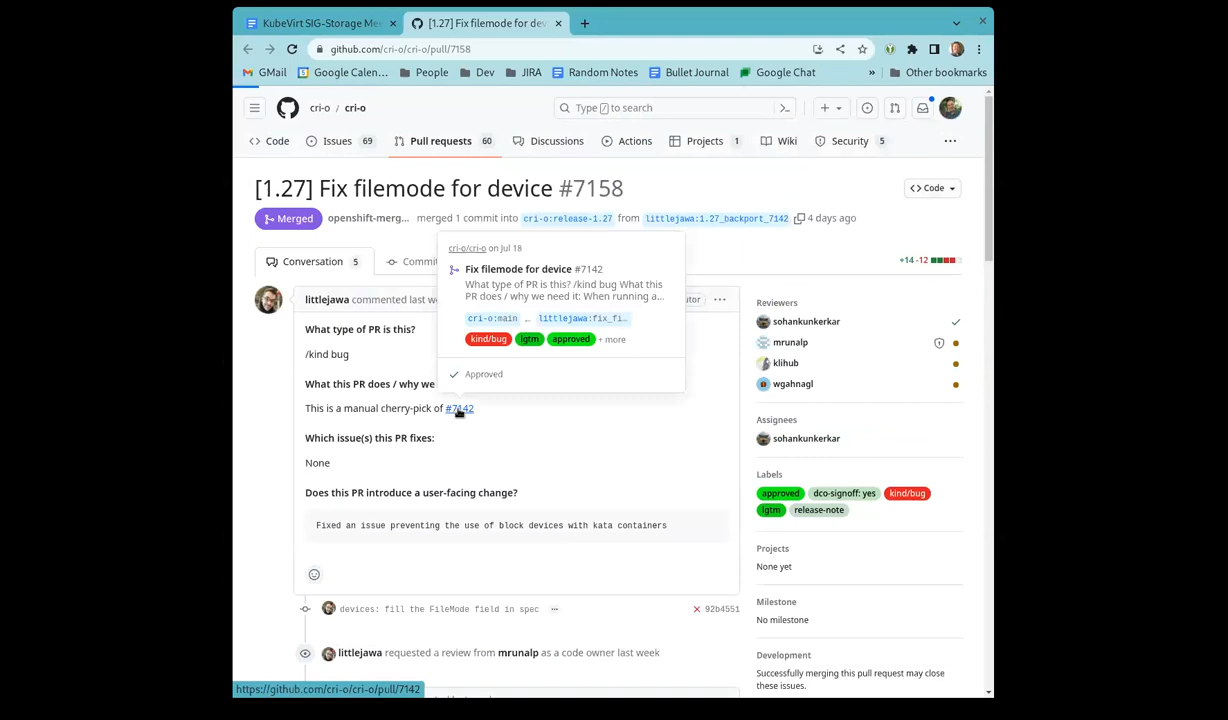 KubeVirt SIG-Storage Me
[1.27] Fix filemode for dev
github.com/cri-o/cri-o/pull/7158
GMail
Google Calen...
People
Dev
JIRA
Random Notes
Bullet Journal
Google Chat
»
Other bookmarks
cri-o / cri-o
Type / to search
Code
Issues 69
Pull requests 60
Discussions
Actions
Projects 1
Wiki
Security 5
[1.27] Fix filemode for device #7158
Code
Merged
openshift-merg... merged 1 commit into cri-o:release-1.27 from littlejawa:1.27_backport_7142 4 days ago
cri-o/cri-o on Jul 18
Fix filemode for device #7142
What type of PR is this? /kind bug What this
PR does / why we need it: When running a...
cri-o:main ← littlejawa:fix_fi…
kind/bug lgtm approved + more
Approved
Conversation 5
Commit
+14 -12
littlejawa commented last we
utor
What type of PR is this?
/kind bug
What this PR does / why we
This is a manual cherry-pick of #7142
Which issue(s) this PR fixes:
None
Does this PR introduce a user-facing change?
Fixed an issue preventing the use of block devices with kata containers
devices: fill the FileMode field in spec ...
92b4551
littlejawa requested a review from mrunalp as a code owner last week
Reviewers
sohankunkerkar
mrunalp
klihub
wgahnagl
Assignees
sohankunkerkar
Labels
approved dco-signoff: yes kind/bug
lgtm release-note
Projects
None yet
Milestone
No milestone
Development
Successfully merging this pull request may close
these issues.
https://github.com/cri-o/cri-o/pull/7142